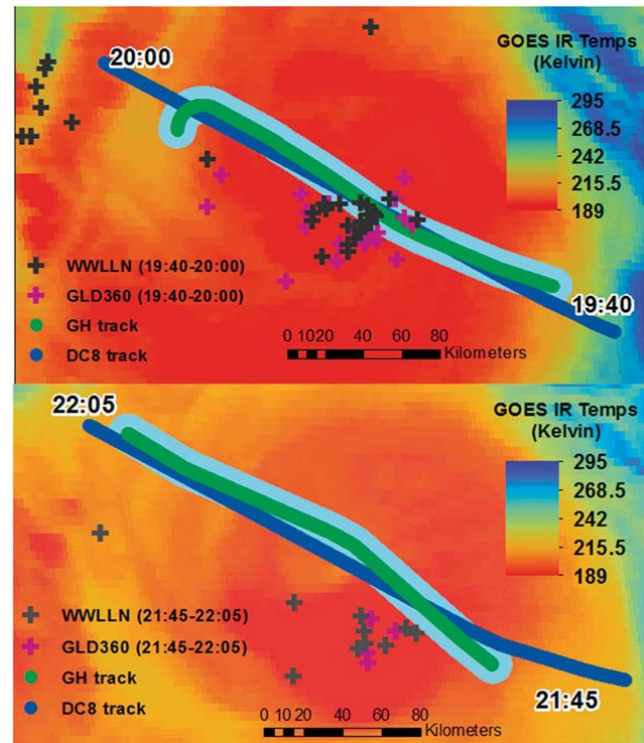 20:00
GOES IR Temps
(Kelvin)
295
268.5
242
215.5
189
WWLLN (19:40-20:00)
GLD360 (19:40-20:00)
GH track
DC8 track
19:40
0 10 20 40 60 80
Kilometers
22:05
GOES IR Temps
(Kelvin)
295
268.5
242
215.5
189
WWLLN (21:45-22:05)
GLD360 (21:45-22:05)
GH track
DC8 track
21:45
0 10 20 40 60 80
Kilometers